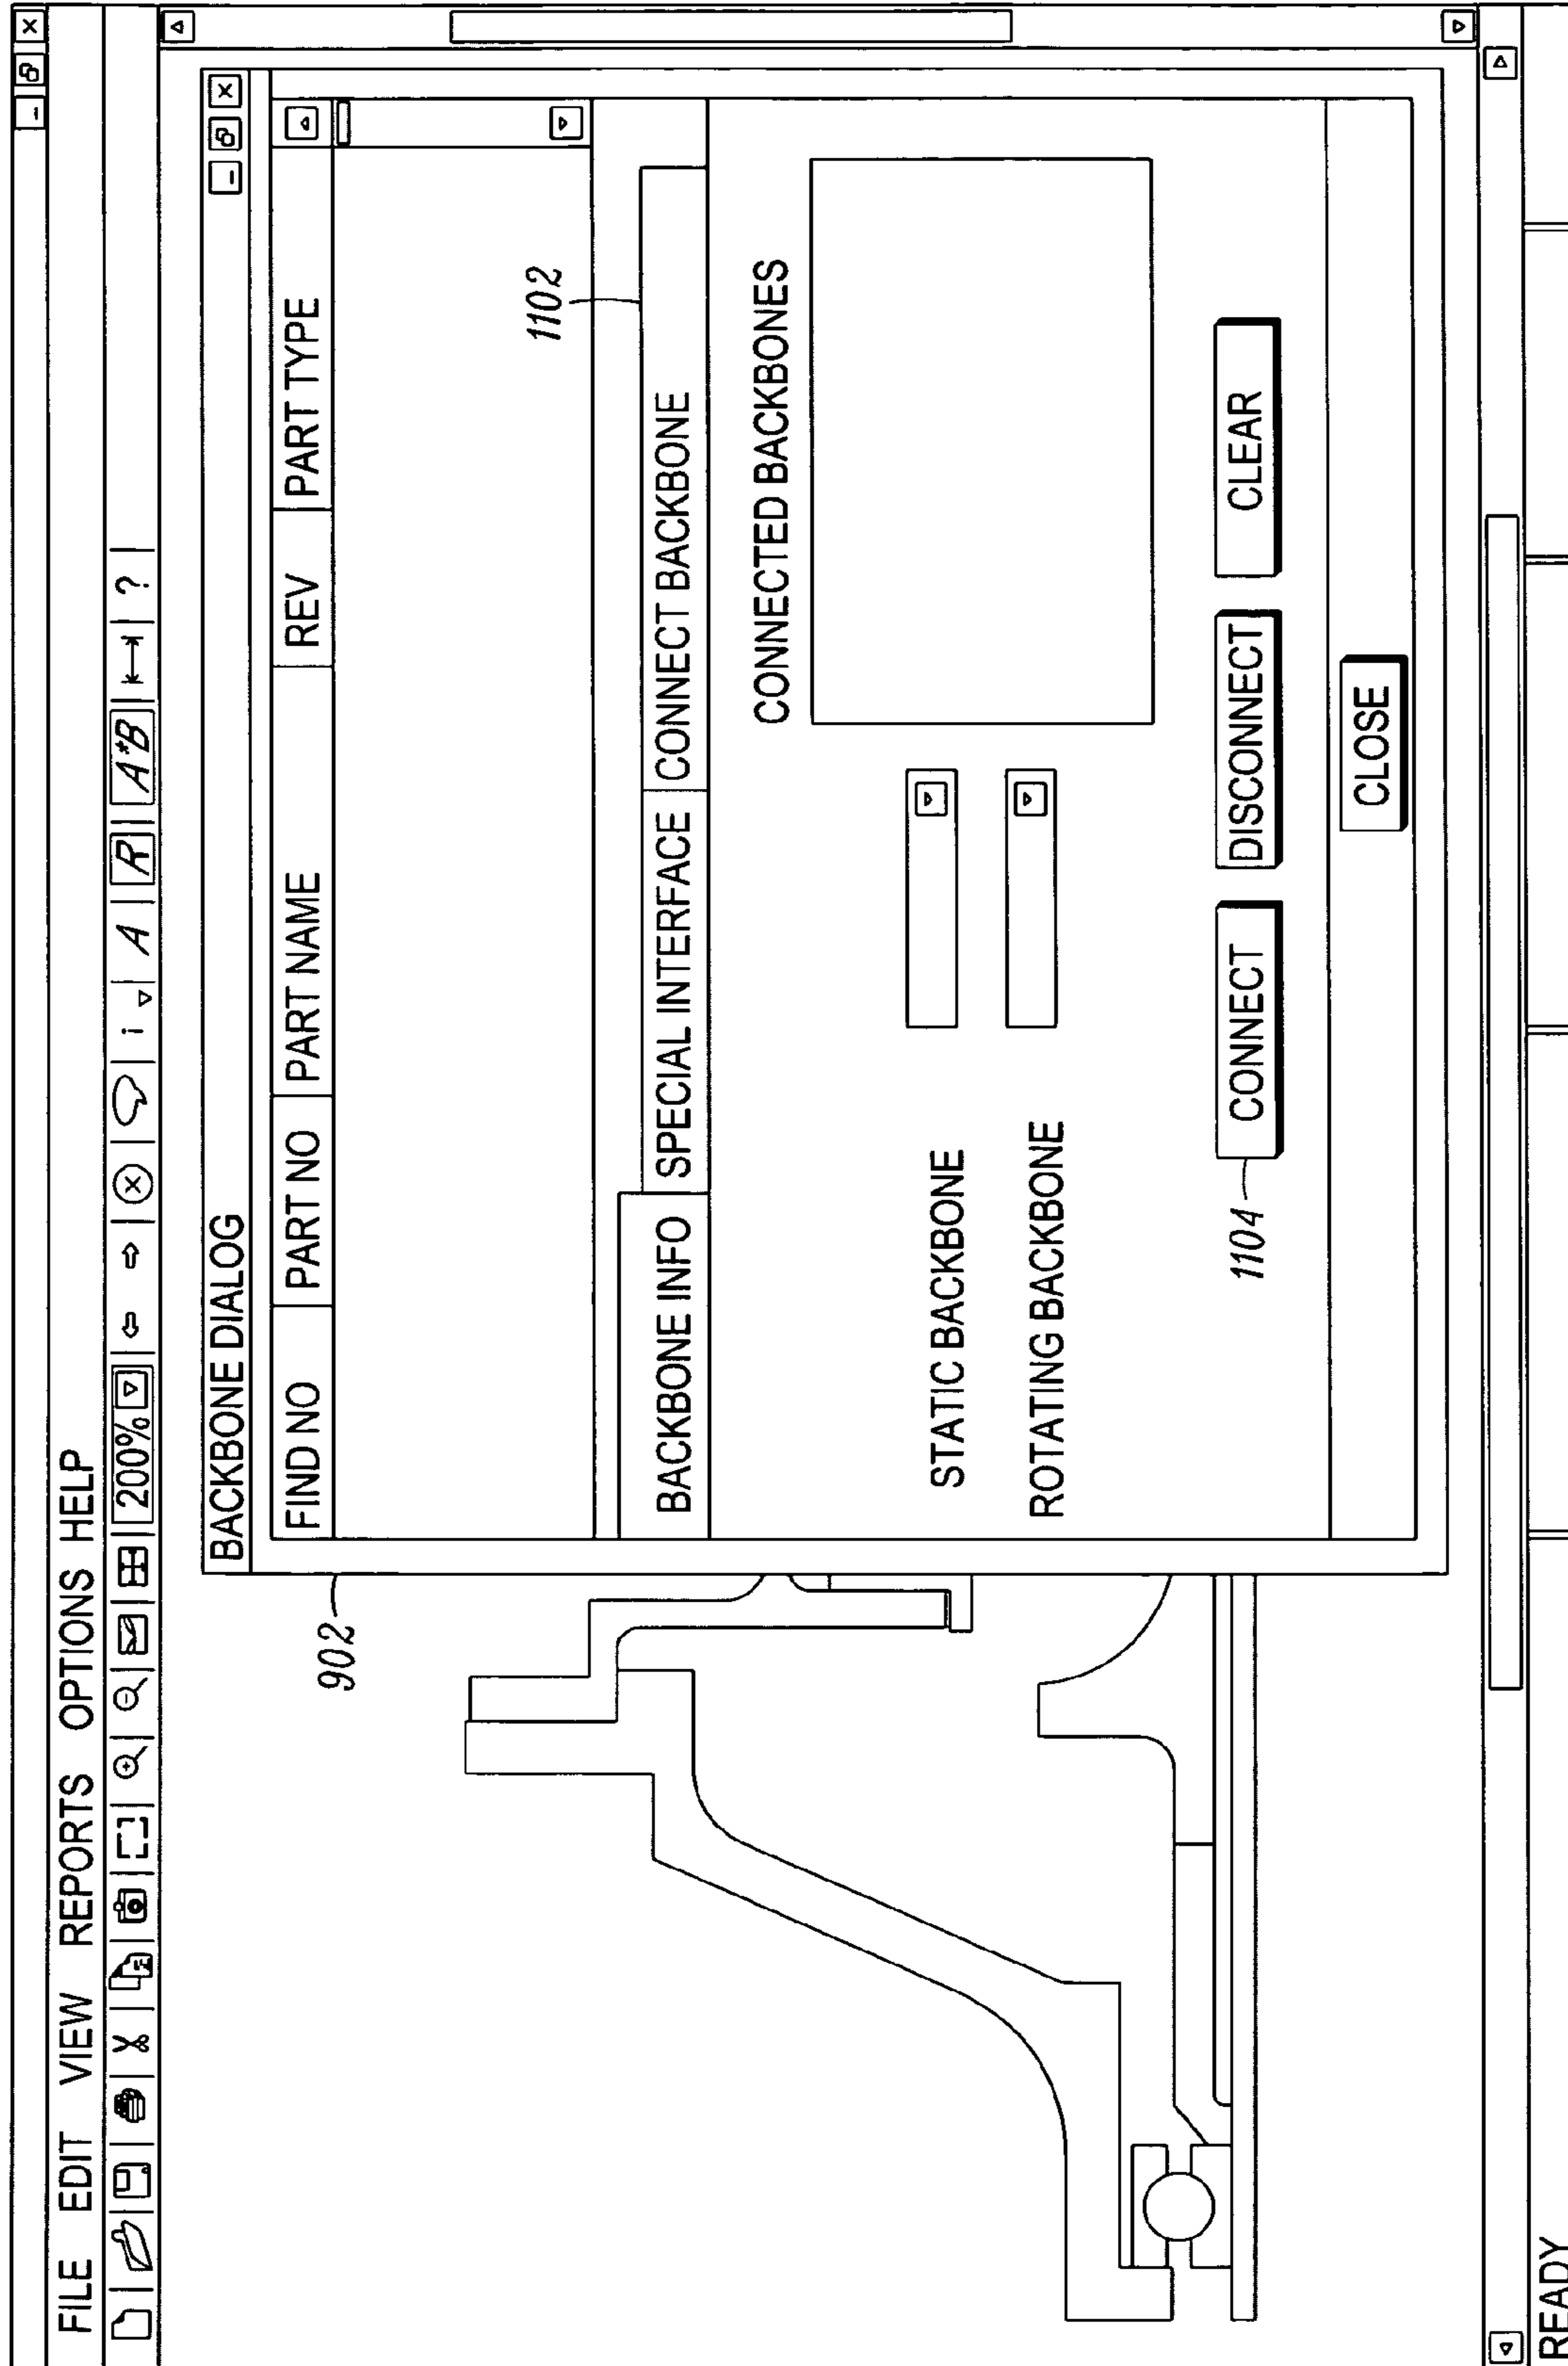 FILE EDIT VIEW REPORTS OPTIONS HELP
200% i A R A*B ?
BACKBONE DIALOG
902
FIND NO PART NO PART NAME REV PART TYPE
1102
BACKBONE INFO SPECIAL INTERFACE CONNECT BACKBONE
CONNECTED BACKBONES
STATIC BACKBONE
ROTATING BACKBONE
1104
CONNECT DISCONNECT CLEAR
CLOSE
READY